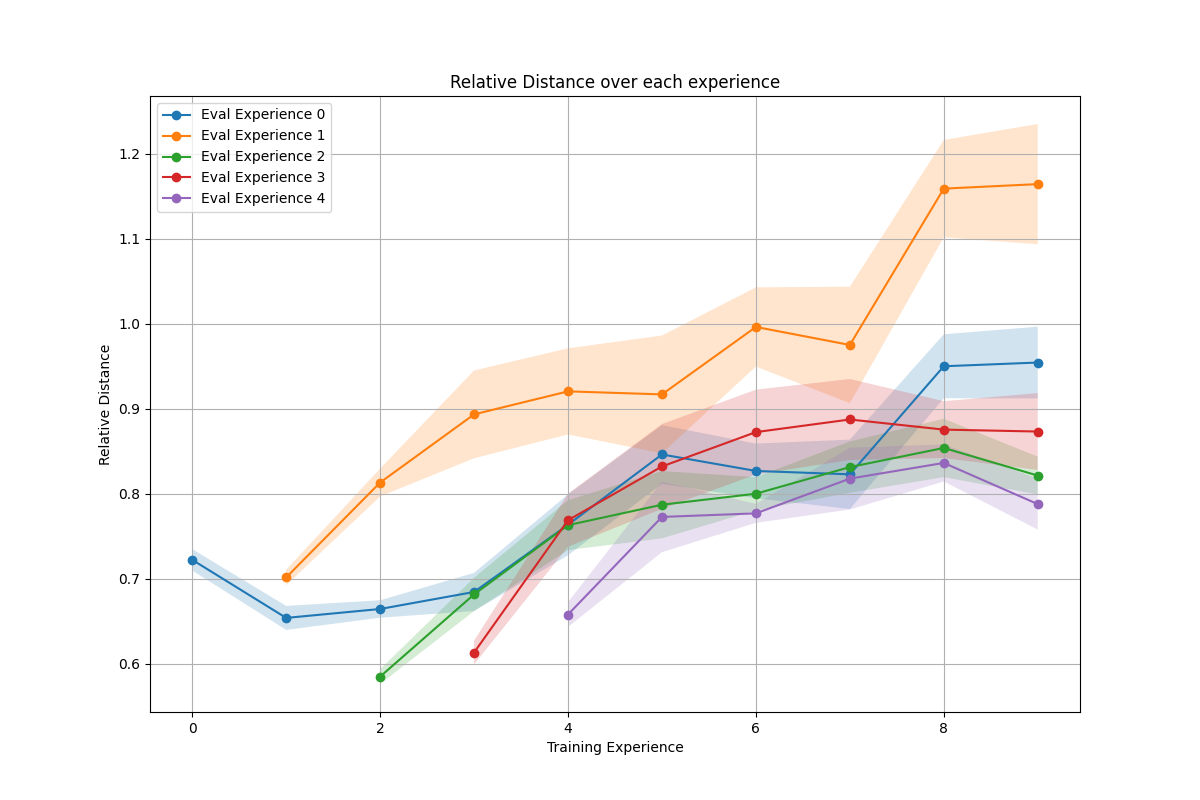 Relative Distance over each experience
Eval Experience 0
Eval Experience 1
Eval Experience 2
Eval Experience 3
Eval Experience 4
Relative Distance
1.2
1.1
1.0
0.9
0.8
0.7
0.6
0 2 4 6 8
Training Experience